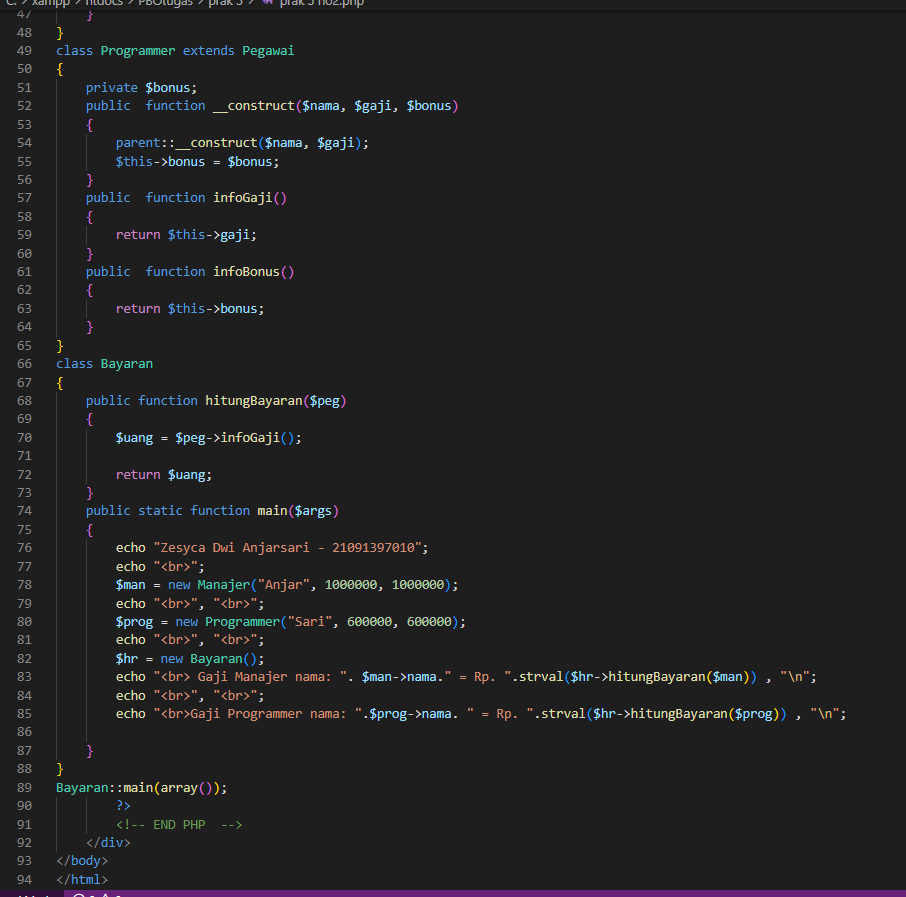 C: > xampp > htdocs > PBOtugas > prak 5 > prak 5 no2.php
47 }
48 }
49 class Programmer extends Pegawai
50 {
51 private $bonus;
52 public  function __construct($nama, $gaji, $bonus)
53 {
54 parent::__construct($nama, $gaji);
55 $this->bonus = $bonus;
56 }
57 public  function infoGaji()
58 {
59 return $this->gaji;
60 }
61 public  function infoBonus()
62 {
63 return $this->bonus;
64 }
65 }
66 class Bayaran
67 {
68 public function hitungBayaran($peg)
69 {
70 $uang = $peg->infoGaji();
71
72 return $uang;
73 }
74 public static function main($args)
75 {
76 echo "Zesyca Dwi Anjarsari - 21091397010";
77 echo "<br>";
78 $man = new Manajer("Anjar", 1000000, 1000000);
79 echo "<br>", "<br>";
80 $prog = new Programmer("Sari", 600000, 600000);
81 echo "<br>", "<br>";
82 $hr = new Bayaran();
83 echo "<br> Gaji Manajer nama: ". $man->nama." = Rp. ".strval($hr->hitungBayaran($man)) , "\n";
84 echo "<br>", "<br>";
85 echo "<br>Gaji Programmer nama: ".$prog->nama. " = Rp. ".strval($hr->hitungBayaran($prog)) , "\n";
86
87 }
88 }
89 Bayaran::main(array());
90 ?>
91 <!-- END PHP  -->
92 </div>
93 </body>
94 </html>